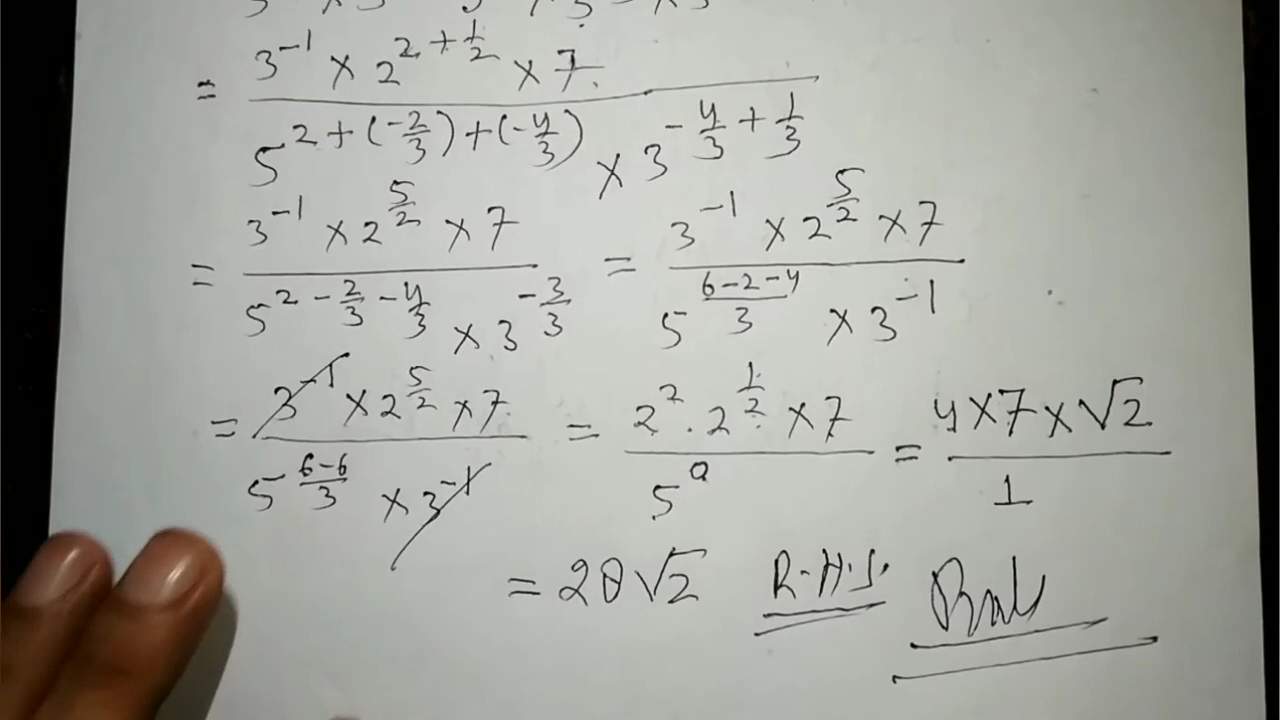 = 3^{-1} × 2^{2+1/2} × 7 / 5^{2+(-2/3)+(-4/3)} × 3^{-4/3+1/3}
= 3^{-1} × 2^{5/2} × 7 / 5^{2-2/3-4/3} × 3^{-3/3} = 3^{-1} × 2^{5/2} × 7 / 5^{(6-2-4)/3} × 3^{-1}
= 3^{-1} × 2^{5/2} × 7 / 5^{(6-6)/3} × 3^{-1} = 2^2 . 2^{1/2} × 7 / 5^0 = 4×7×√2 / 1
= 28√2 R.H.S.